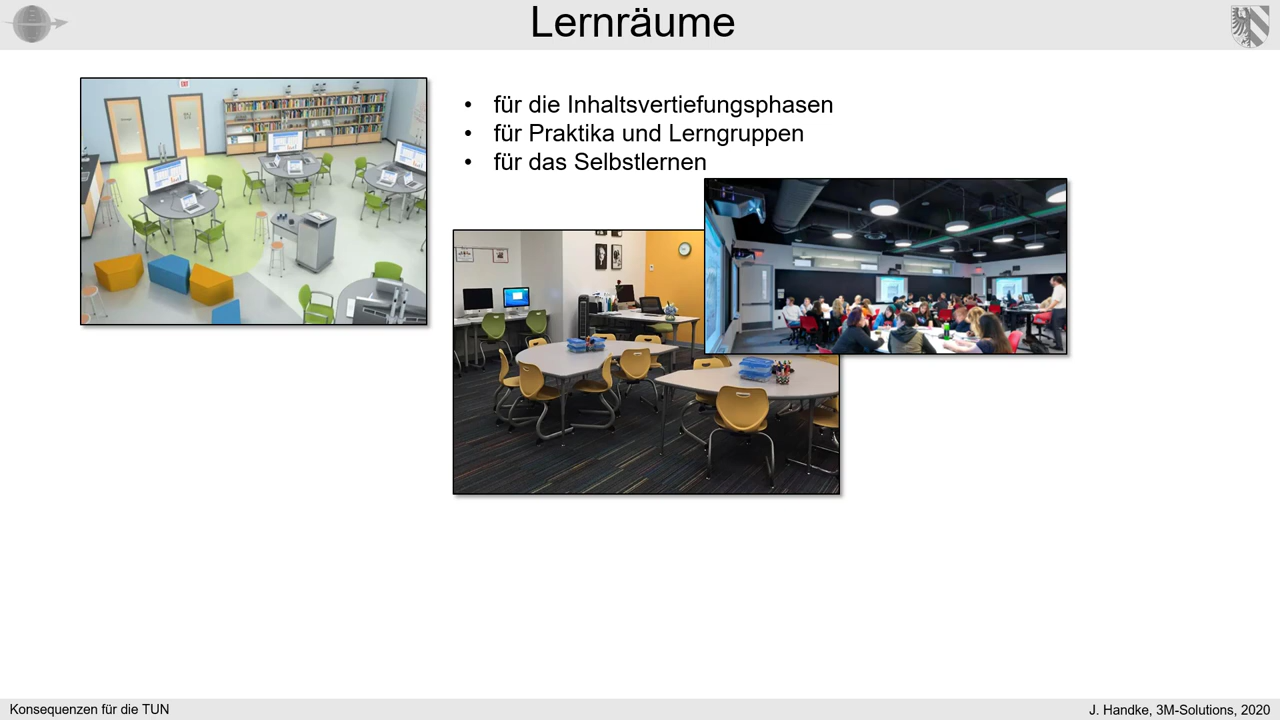 Lernräume
• für die Inhaltsvertiefungsphasen
• für Praktika und Lerngruppen
• für das Selbstlernen
Konsequenzen für die TUN
J. Handke, 3M-Solutions, 2020